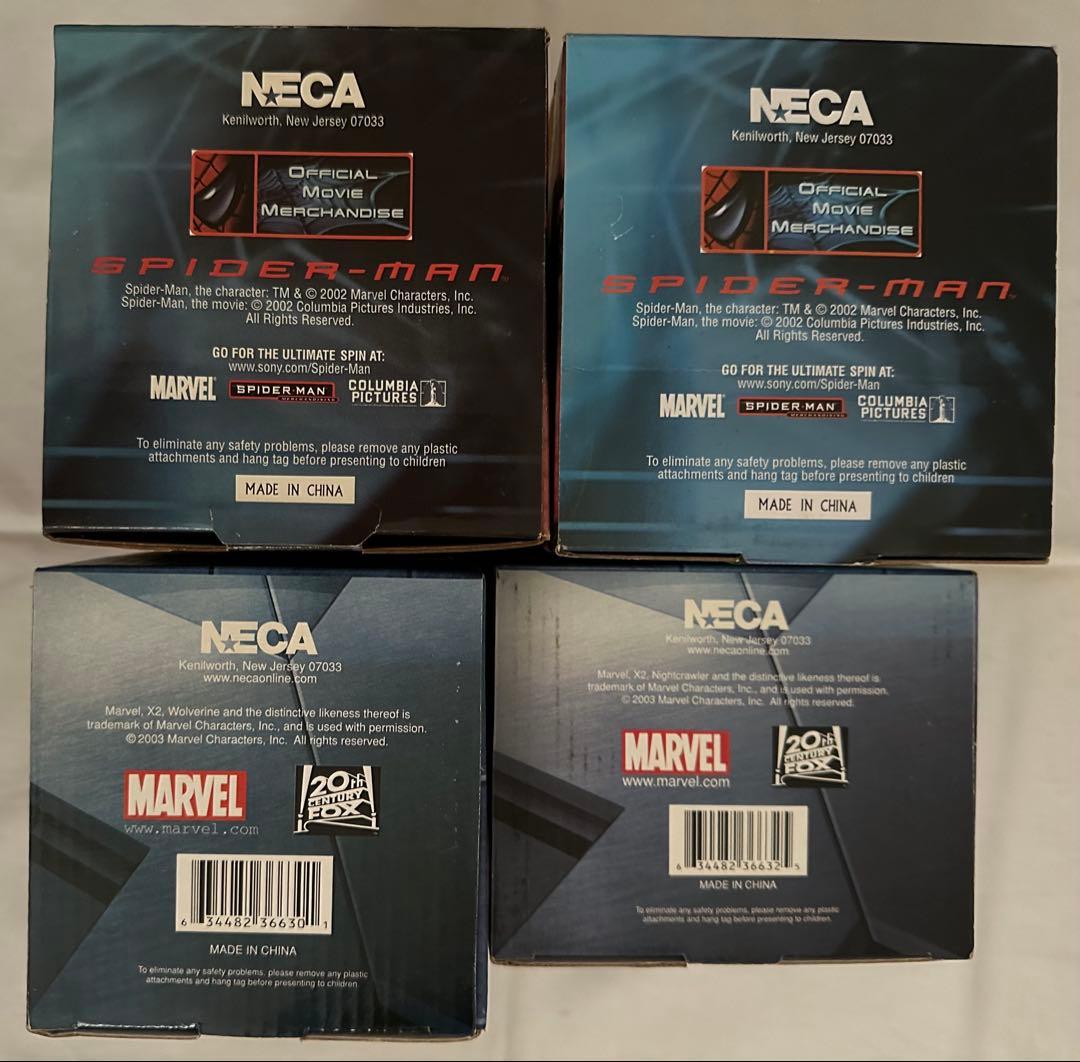 NECA
Kenilworth, New Jersey 07033
OFFICIAL
MOVIE
MERCHANDISE
SPIDER-MAN™
Spider-Man, the character: TM & © 2002 Marvel Characters, Inc.
Spider-Man, the movie: © 2002 Columbia Pictures Industries, Inc.
All Rights Reserved.
GO FOR THE ULTIMATE SPIN AT:
www.sony.com/Spider-Man
MARVEL SPIDER-MAN MERCHANDISING COLUMBIA PICTURES
To eliminate any safety problems, please remove any plastic
attachments and hang tag before presenting to children
MADE IN CHINA
NECA
Kenilworth, New Jersey 07033
OFFICIAL
MOVIE
MERCHANDISE
SPIDER-MAN™
Spider-Man, the character: TM & © 2002 Marvel Characters, Inc.
Spider-Man, the movie: © 2002 Columbia Pictures Industries, Inc.
All Rights Reserved.
GO FOR THE ULTIMATE SPIN AT:
www.sony.com/Spider-Man
MARVEL SPIDER-MAN MERCHANDISING COLUMBIA PICTURES
To eliminate any safety problems, please remove any plastic
attachments and hang tag before presenting to children
MADE IN CHINA
NECA
Kenilworth, New Jersey 07033
www.necaonline.com
Marvel, X2, Wolverine and the distinctive likeness thereof is
trademark of Marvel Characters, Inc., and is used with permission.
© 2003 Marvel Characters, Inc. All rights reserved.
MARVEL
www.marvel.com
20th
CENTURY
FOX
6 34482 36630 1
MADE IN CHINA
To eliminate any safety problems, please remove any plastic
attachments and hang tag before presenting to children.
NECA
Kenilworth, New Jersey 07033
www.necaonline.com
Marvel, X2, Nightcrawler and the distinctive likeness thereof is
trademark of Marvel Characters, Inc., and is used with permission.
© 2003 Marvel Characters, Inc. All rights reserved.
MARVEL
www.marvel.com
20th
CENTURY
FOX
6 34482 36632 5
MADE IN CHINA
To eliminate any safety problems, please remove any plastic
attachments and hang tag before presenting to children.